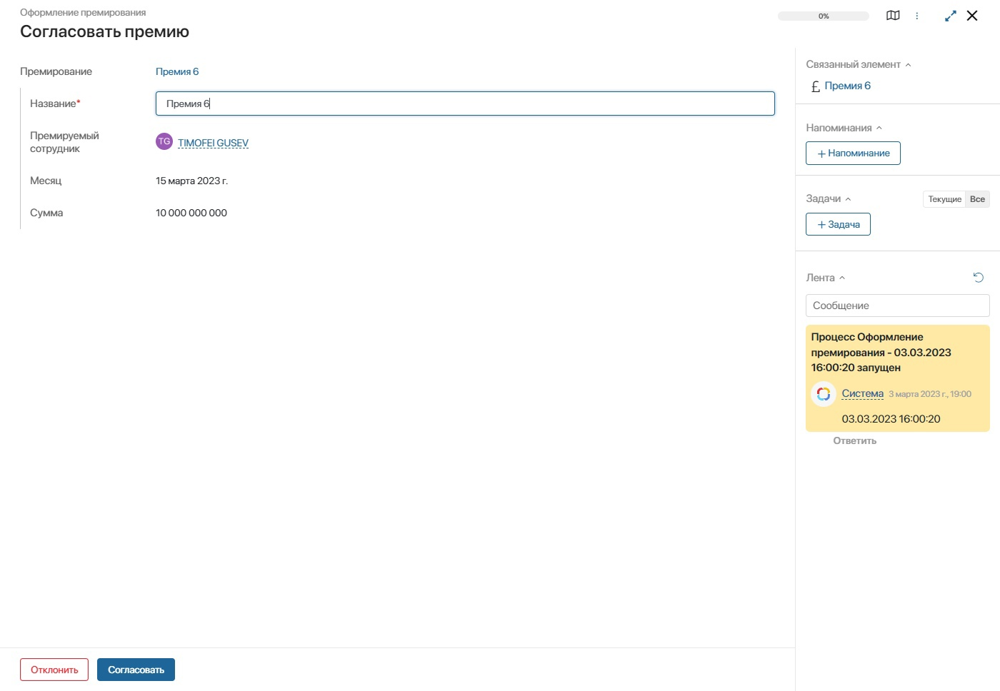 Оформление премирования
Согласовать премию
0%
Премирование
Премия 6
Название*
Премия 6
Премируемый
сотрудник
TG
TIMOFEI GUSEV
Месяц
15 марта 2023 г.
Сумма
10 000 000 000
Отклонить
Согласовать
Связанный элемент
£ Премия 6
Напоминания
+ Напоминание
Задачи
Текущие
Все
+ Задача
Лента
Сообщение
Процесс Оформление
премирования - 03.03.2023
16:00:20 запущен
Система
3 марта 2023 г., 19:00
03.03.2023 16:00:20
Ответить